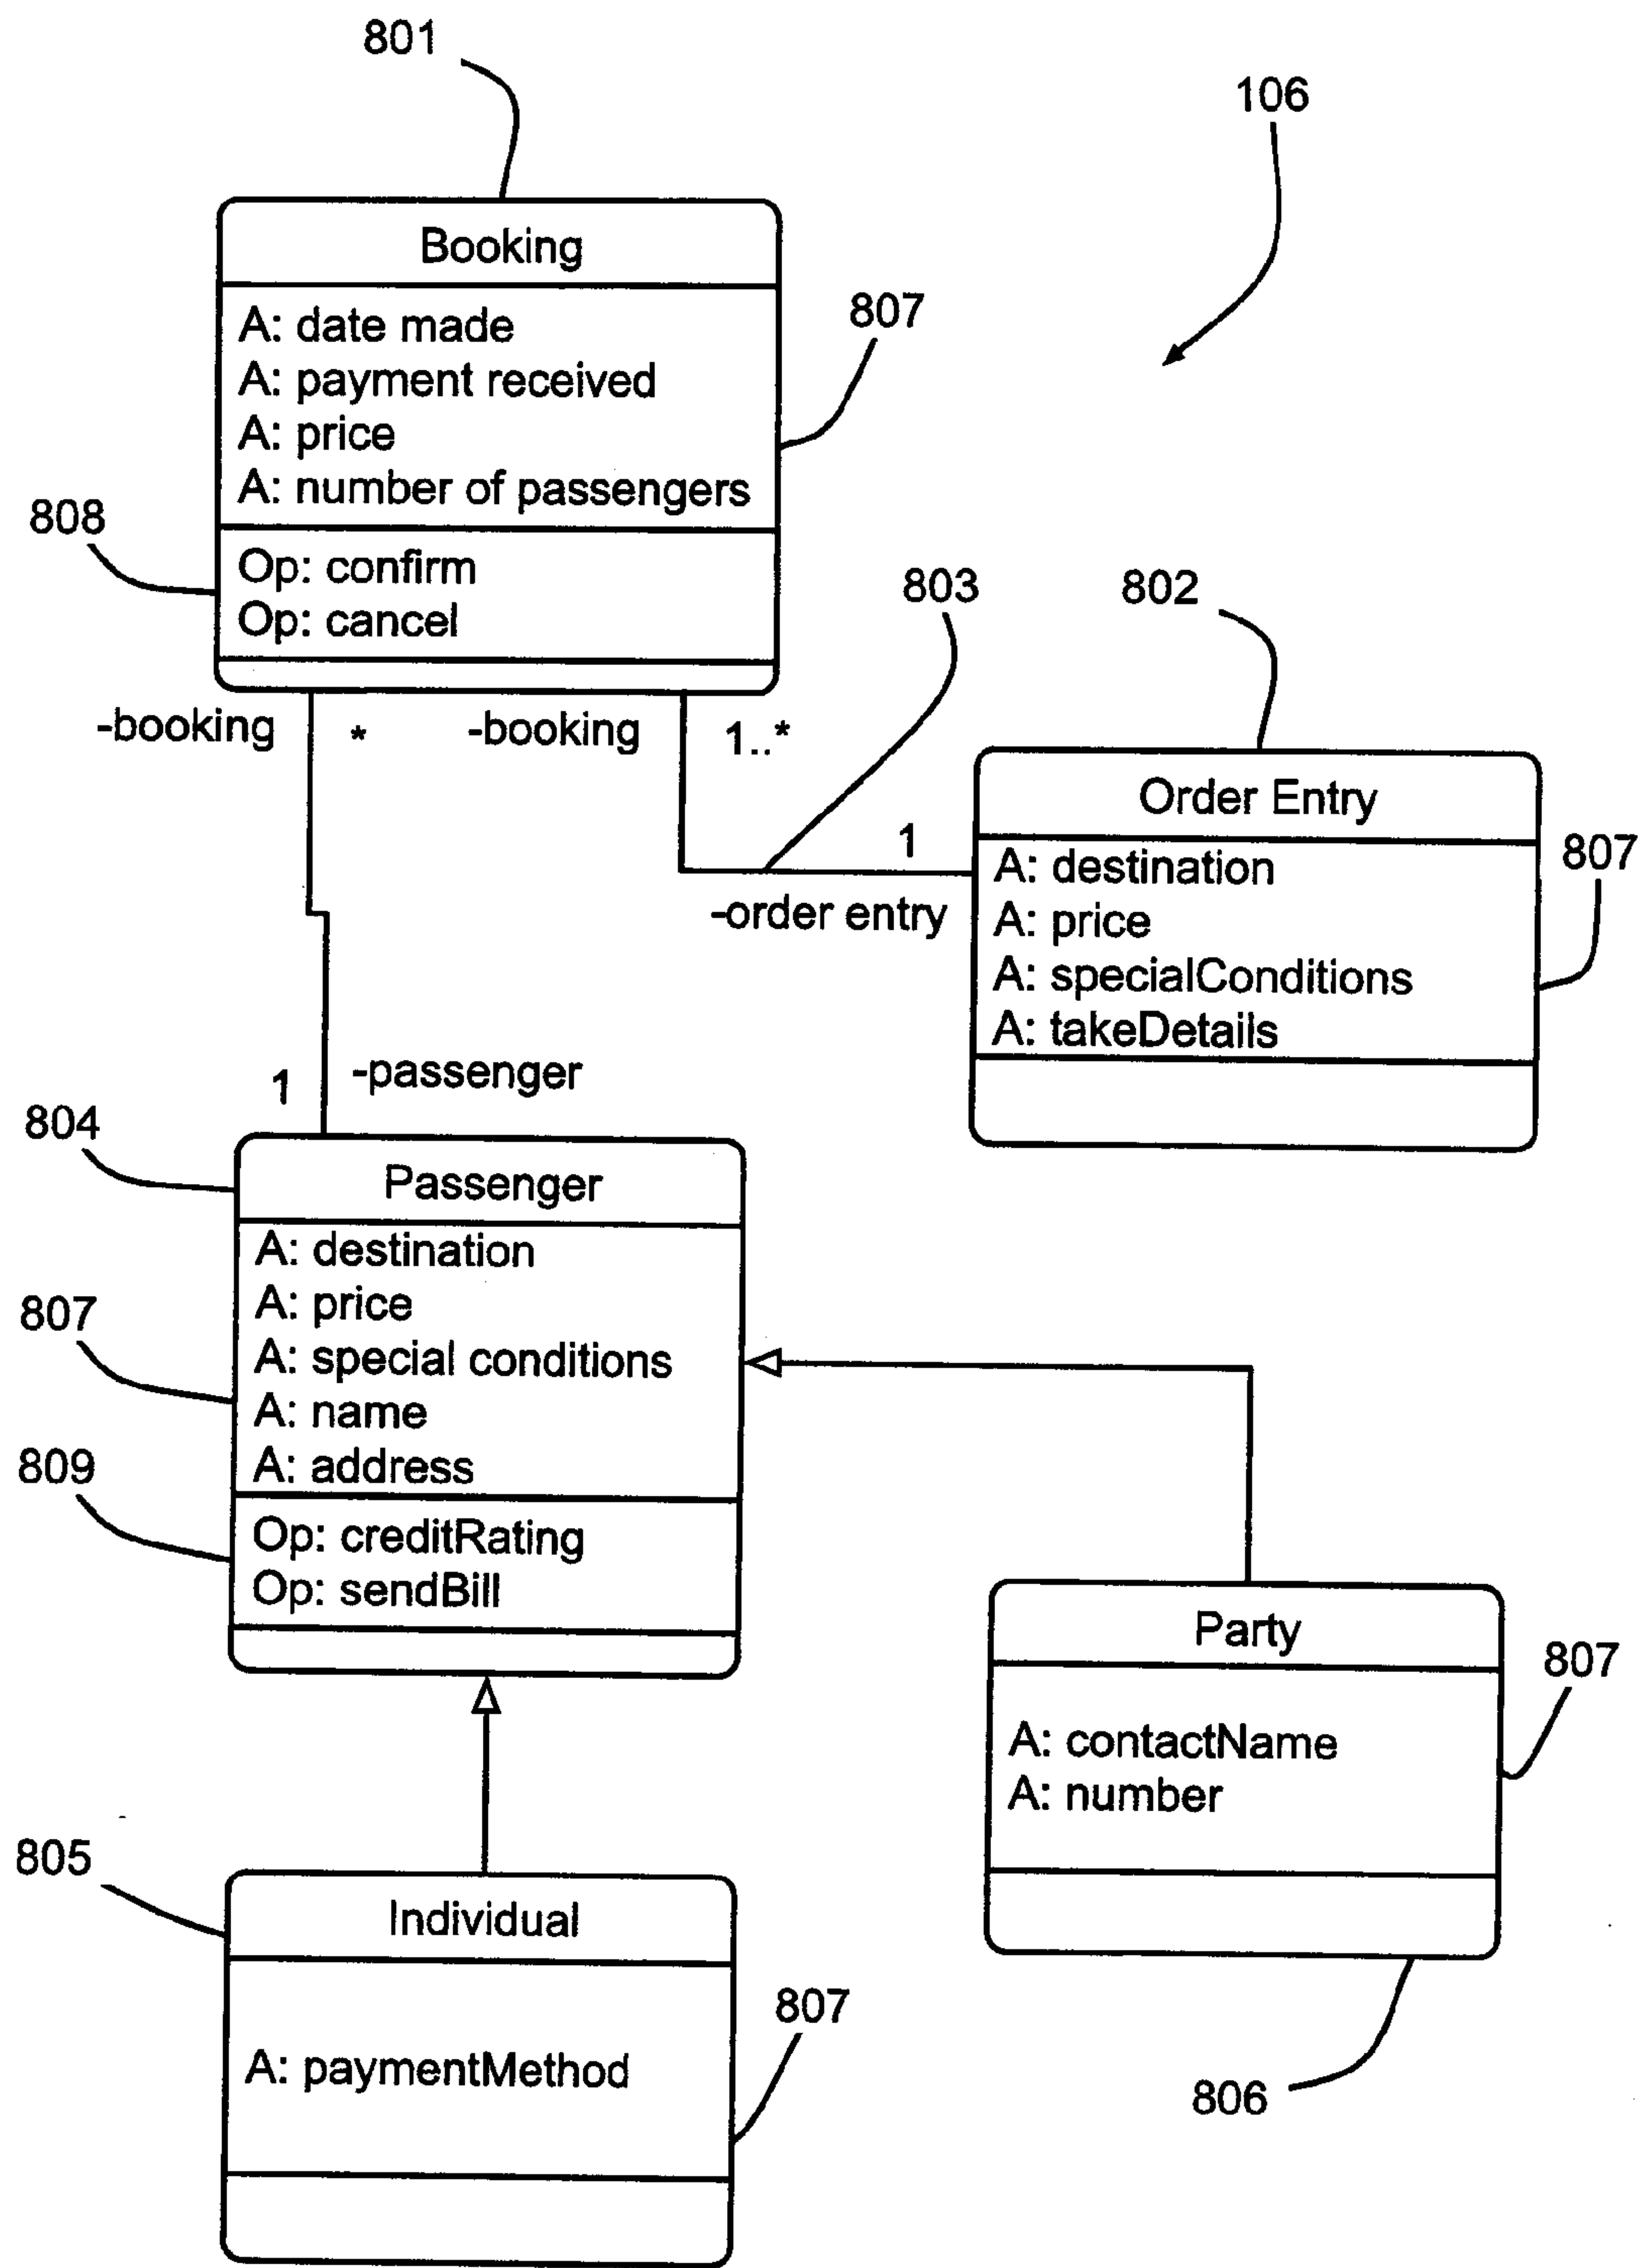 801
106
Booking
A: date made
A: payment received
A: price
A: number of passengers
807
808
Op: confirm
Op: cancel
803
802
-booking
*
-booking
1..*
Order Entry
A: destination
A: price
A: specialConditions
A: takeDetails
807
1
-order entry
1
-passenger
804
Passenger
A: destination
A: price
A: special conditions
A: name
A: address
807
809
Op: creditRating
Op: sendBill
Party
A: contactName
A: number
807
805
Individual
A: paymentMethod
807
806